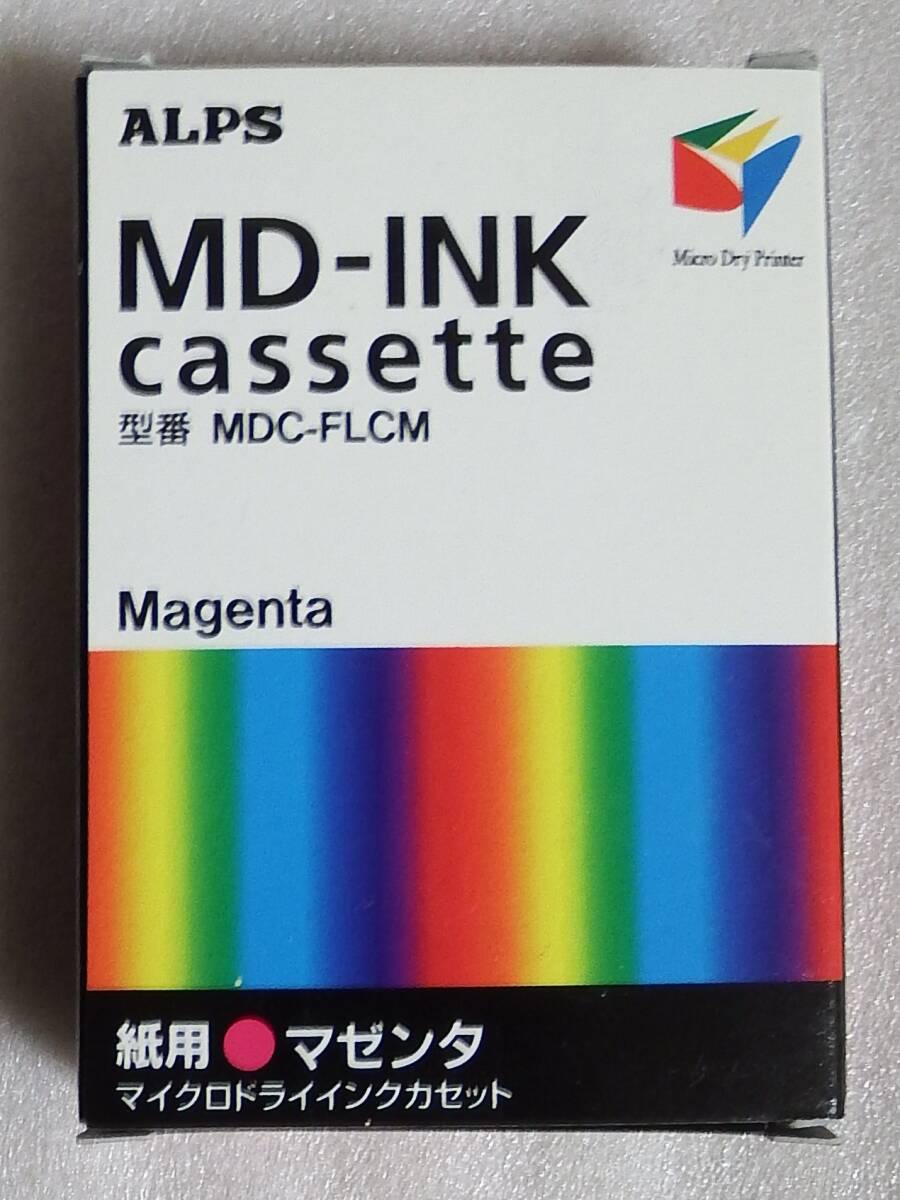 ALPS
Micro Dry Printer
MD-INK
cassette
型番 MDC-FLCM
Magenta
紙用 マゼンタ
マイクロドライインクカセット